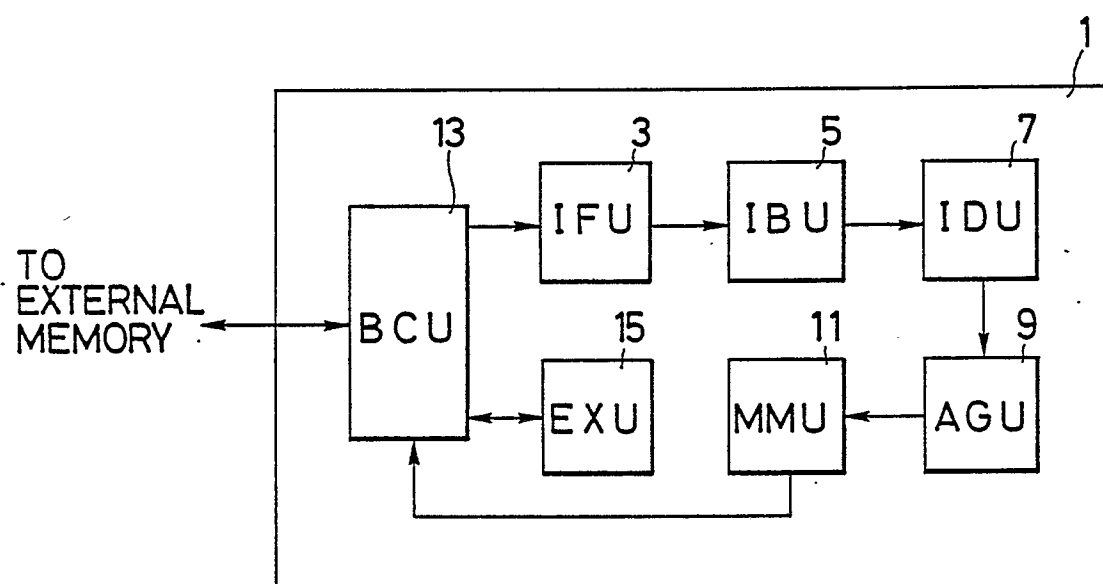 1
13
3
5
7
IFU
IBU
IDU
TO
EXTERNAL
MEMORY
BCU
15
11
9
EXU
MMU
AGU